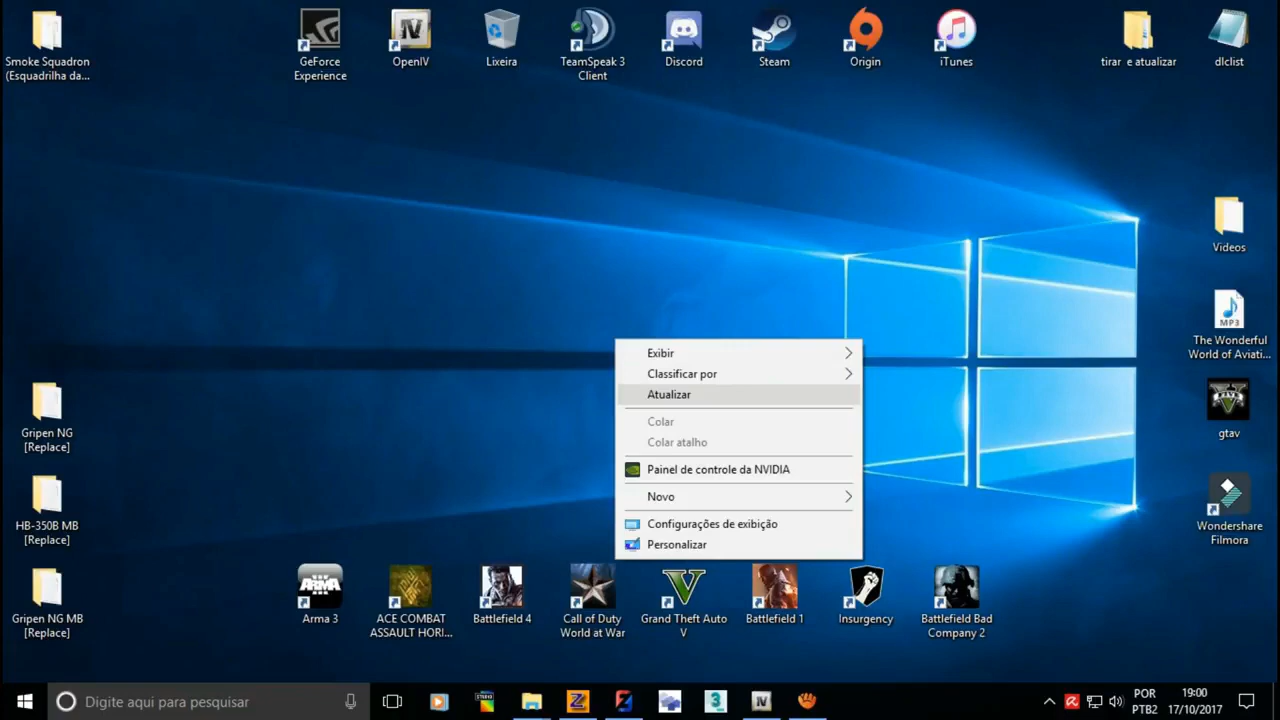 Smoke Squadron
(Esquadrilha da...
GeForce
Experience
OpenIV
Lixeira
TeamSpeak 3
Client
Discord
Steam
Origin
iTunes
tirar e atualizar
dlclist
Videos
MP3
The Wonderful
World of Aviati...
gtav
Wondershare
Filmora
Gripen NG
[Replace]
HB-350B MB
[Replace]
Gripen NG MB
[Replace]
Exibir
Classificar por
Atualizar
Colar
Colar atalho
Painel de controle da NVIDIA
Novo
Configurações de exibição
Personalizar
ARMA
Arma 3
ACE COMBAT
ASSAULT HORI...
Battlefield 4
Call of Duty
World at War
Grand Theft Auto
V
Battlefield 1
Insurgency
Battlefield Bad
Company 2
Digite aqui para pesquisar
POR
PTB2
19:00
17/10/2017